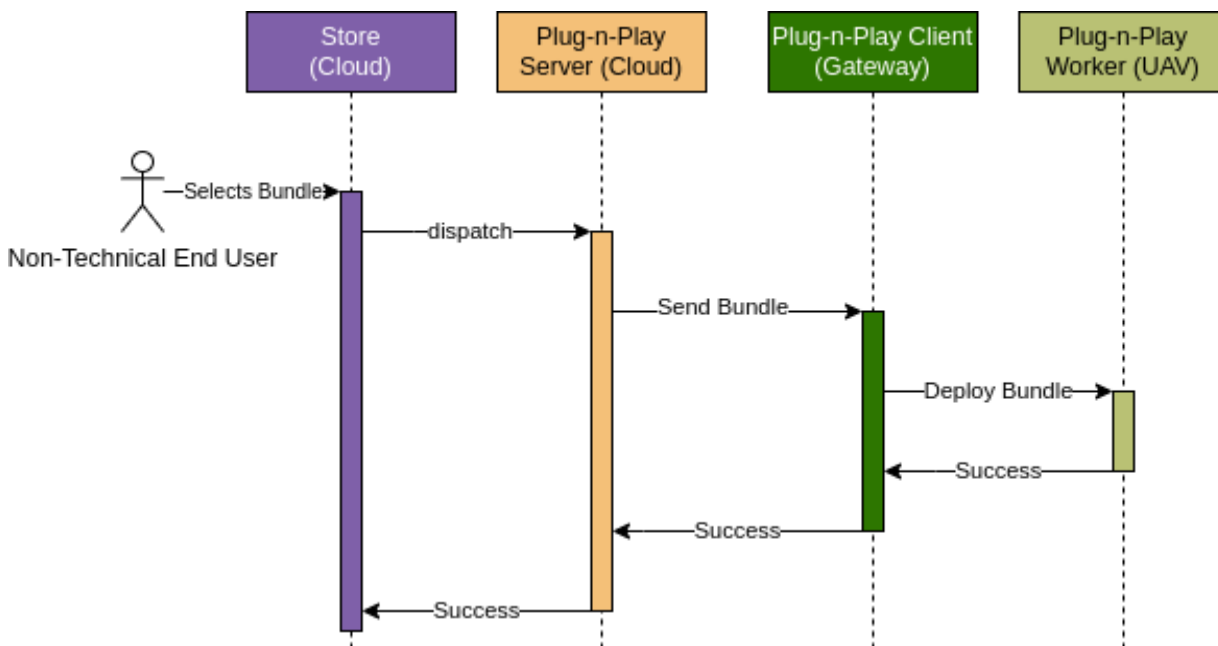 Store
(Cloud)
Plug-n-Play
Server (Cloud)
Plug-n-Play Client
(Gateway)
Plug-n-Play
Worker (UAV)
Selects Bundle
Non-Technical End User
dispatch
Send Bundle
Deploy Bundle
Success
Success
Success